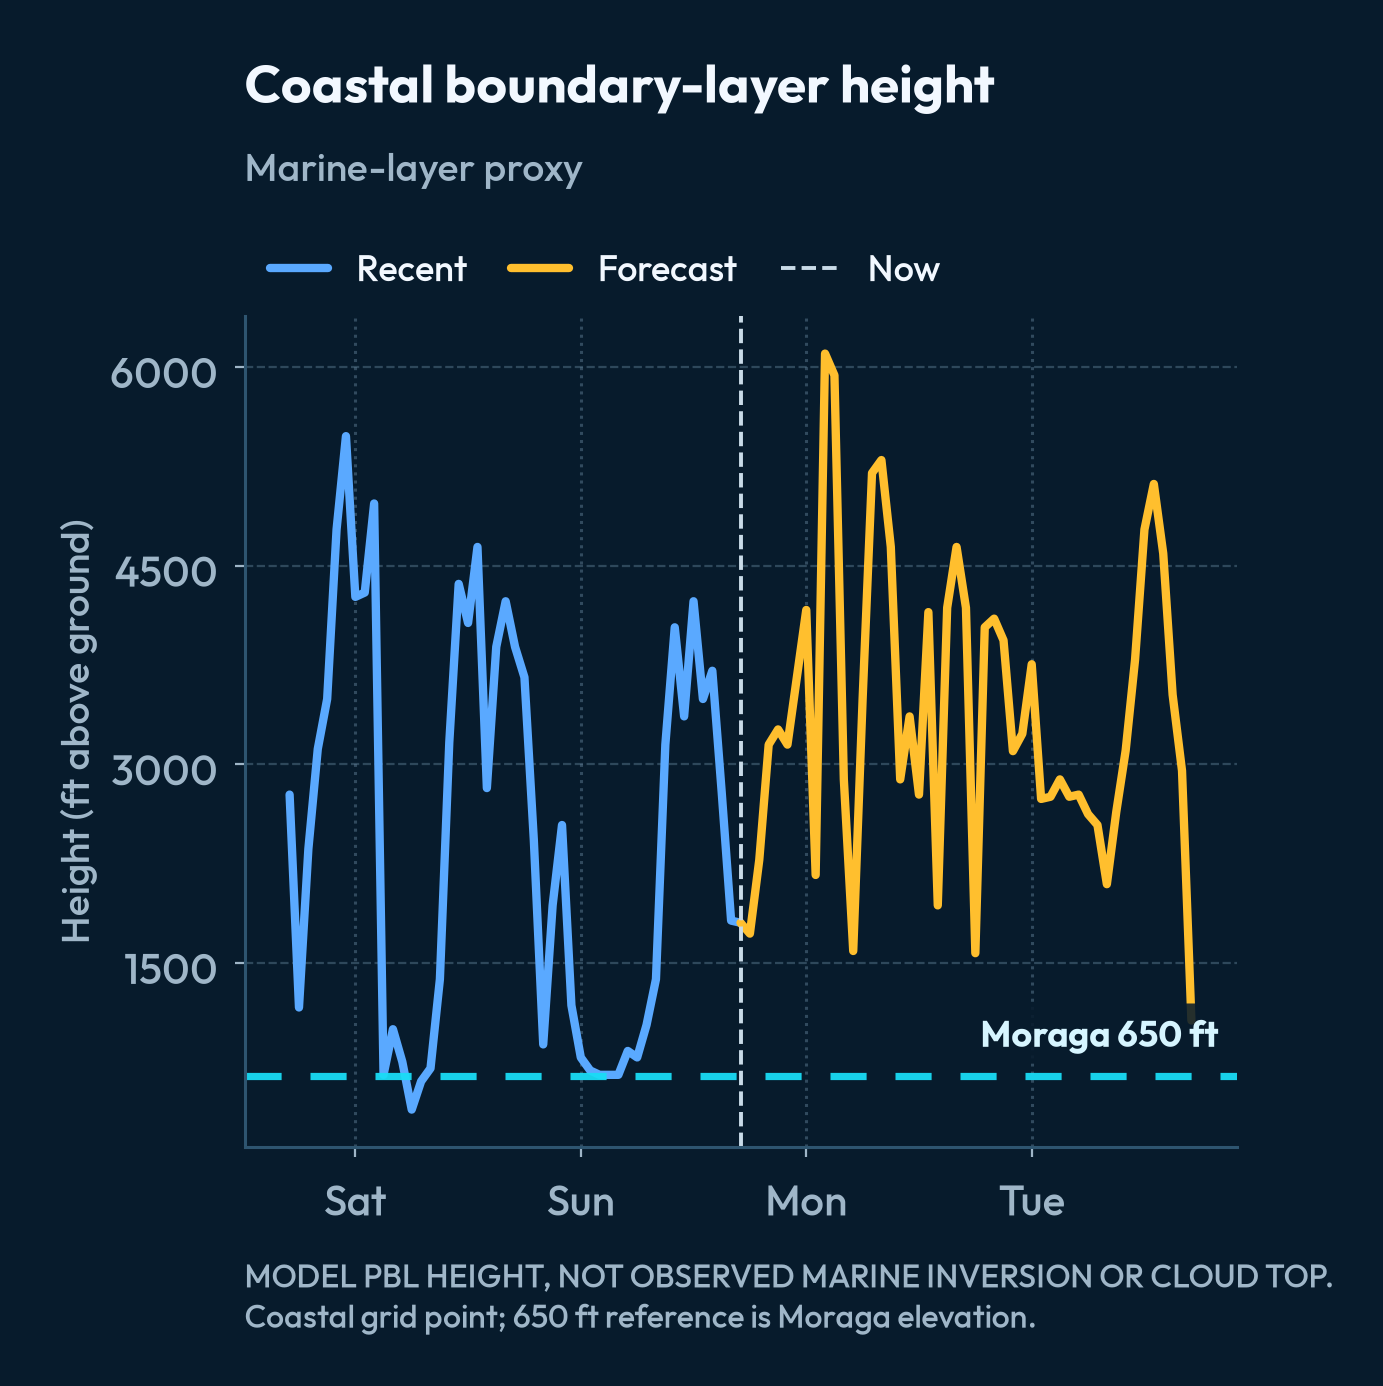 Coastal boundary-layer height
Marine-layer proxy
Recent Forecast Now
Height (ft above ground)
6000
4500
3000
1500
Moraga 650 ft
Sat Sun Mon Tue
MODEL PBL HEIGHT, NOT OBSERVED MARINE INVERSION OR CLOUD TOP.
Coastal grid point; 650 ft reference is Moraga elevation.